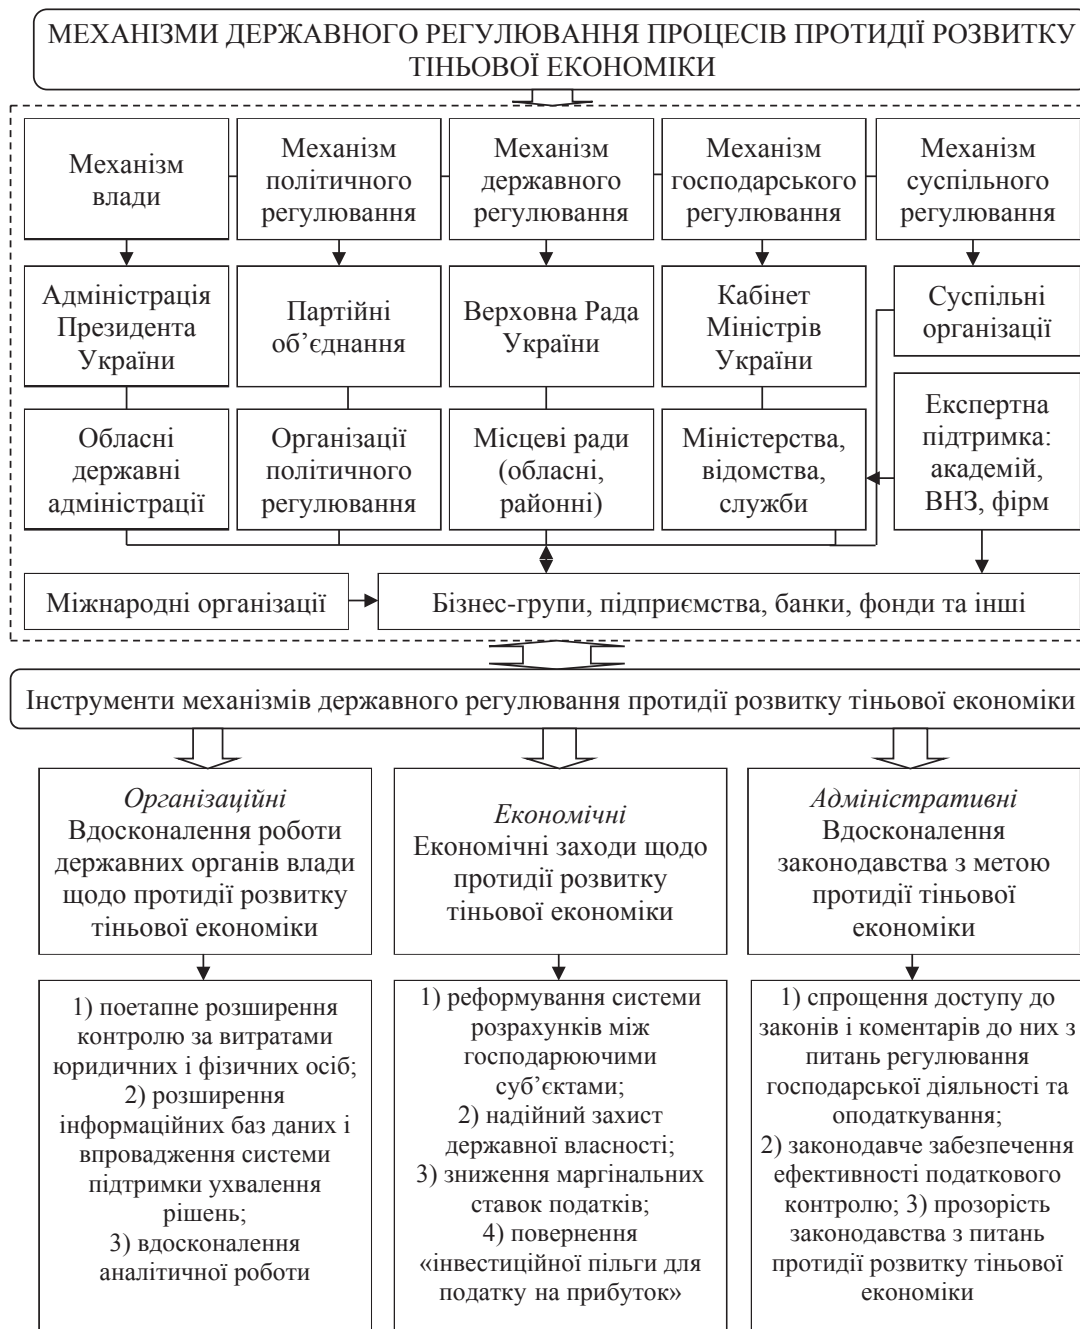 МЕХАНІЗМИ ДЕРЖАВНОГО РЕГУЛЮВАННЯ ПРОЦЕСІВ ПРОТИДІЇ РОЗВИТКУ
ТІНЬОВОЇ ЕКОНОМІКИ
Механізм
влади
Механізм
політичного
регулювання
Механізм
державного
регулювання
Механізм
господарського
регулювання
Механізм
суспільного
регулювання
Адміністрація
Президента
України
Партійні
об’єднання
Верховна Рада
України
Кабінет
Міністрів
України
Суспільні
організації
Обласні
державні
адміністрації
Організації
політичного
регулювання
Місцеві ради
(обласні,
районні)
Міністерства,
відомства,
служби
Експертна
підтримка:
академій,
ВНЗ, фірм
Міжнародні організації
Бізнес-групи, підприємства, банки, фонди та інші
Інструменти механізмів державного регулювання протидії розвитку тіньової економіки
Організаційні
Вдосконалення роботи
державних органів влади
щодо протидії розвитку
тіньової економіки
Економічні
Економічні заходи щодо
протидії розвитку
тіньової економіки
Адміністративні
Вдосконалення
законодавства з метою
протидії тіньової
економіки
1) поетапне розширення
контролю за витратами
юридичних і фізичних осіб;
2) розширення
інформаційних баз даних і
впровадження системи
підтримки ухвалення
рішень;
3) вдосконалення
аналітичної роботи
1) реформування системи
розрахунків між
господарюючими
суб’єктами;
2) надійний захист
державної власності;
3) зниження маргінальних
ставок податків;
4) повернення
«інвестиційної пільги для
податку на прибуток»
1) спрощення доступу до
законів і коментарів до них з
питань регулювання
господарської діяльності та
оподаткування;
2) законодавче забезпечення
ефективності податкового
контролю; 3) прозорість
законодавства з питань
протидії розвитку тіньової
економіки